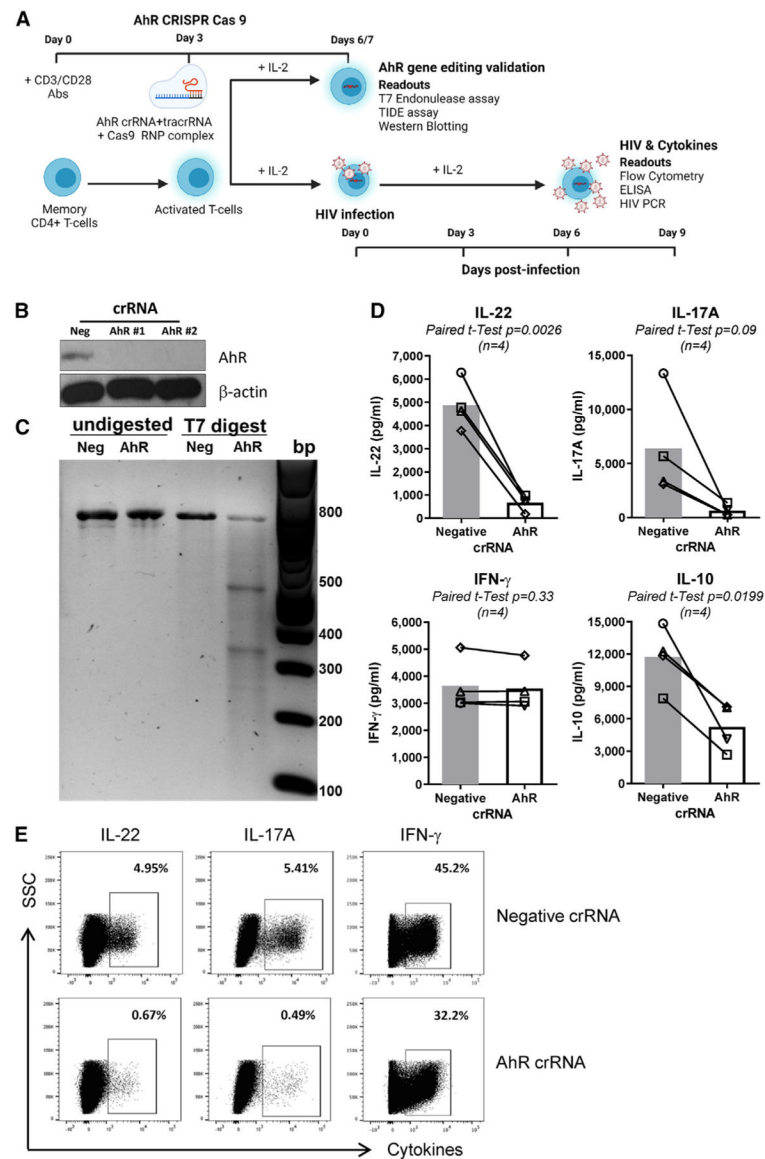 A
AhR CRISPR Cas 9
Day 0
Day 3
Days 6/7
+ CD3/CD28
Abs
AhR crRNA+tracrRNA
+ Cas9 RNP complex
+ IL-2
AhR gene editing validation
Readouts
T7 Endonulease assay
TIDE assay
Western Blotting
Memory
CD4+ T-cells
Activated T-cells
+ IL-2
HIV infection
+ IL-2
HIV & Cytokines
Readouts
Flow Cytometry
ELISA
HIV PCR
Day 0
Day 3
Day 6
Day 9
Days post-infection
B
crRNA
Neg
AhR #1
AhR #2
AhR
β-actin
C
undigested
T7 digest
Neg
AhR
Neg
AhR
bp
800
500
400
300
200
100
D
IL-22
Paired t-Test p=0.0026
(n=4)
IL-22 (pg/ml)
7,000
6,000
5,000
4,000
3,000
2,000
1,000
0
Negative
AhR
crRNA
IL-17A
Paired t-Test p=0.09
(n=4)
IL-17A (pg/ml)
15,000
10,000
5,000
0
Negative
AhR
crRNA
IFN-γ
Paired t-Test p=0.33
(n=4)
IFN-γ (pg/ml)
6,000
5,000
4,000
3,000
2,000
1,000
0
Negative
AhR
crRNA
IL-10
Paired t-Test p=0.0199
(n=4)
IL-10 (pg/ml)
15,000
12,000
9,000
6,000
3,000
0
Negative
AhR
crRNA
E
IL-22
IL-17A
IFN-γ
SSC
4.95%
5.41%
45.2%
Negative crRNA
0.67%
0.49%
32.2%
AhR crRNA
Cytokines